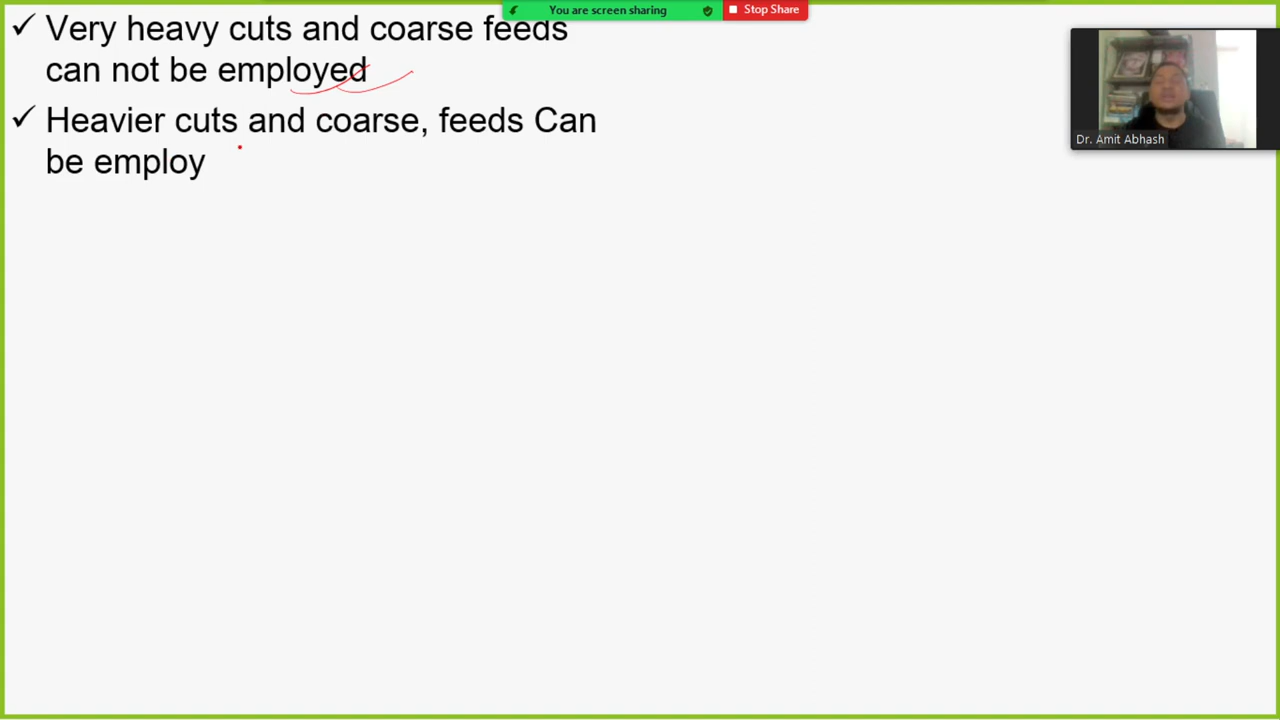 You are screen sharing
Stop Share
✓ Very heavy cuts and coarse feeds
can not be employed
✓ Heavier cuts and coarse, feeds Can
be employ
Dr. Amit Abhash